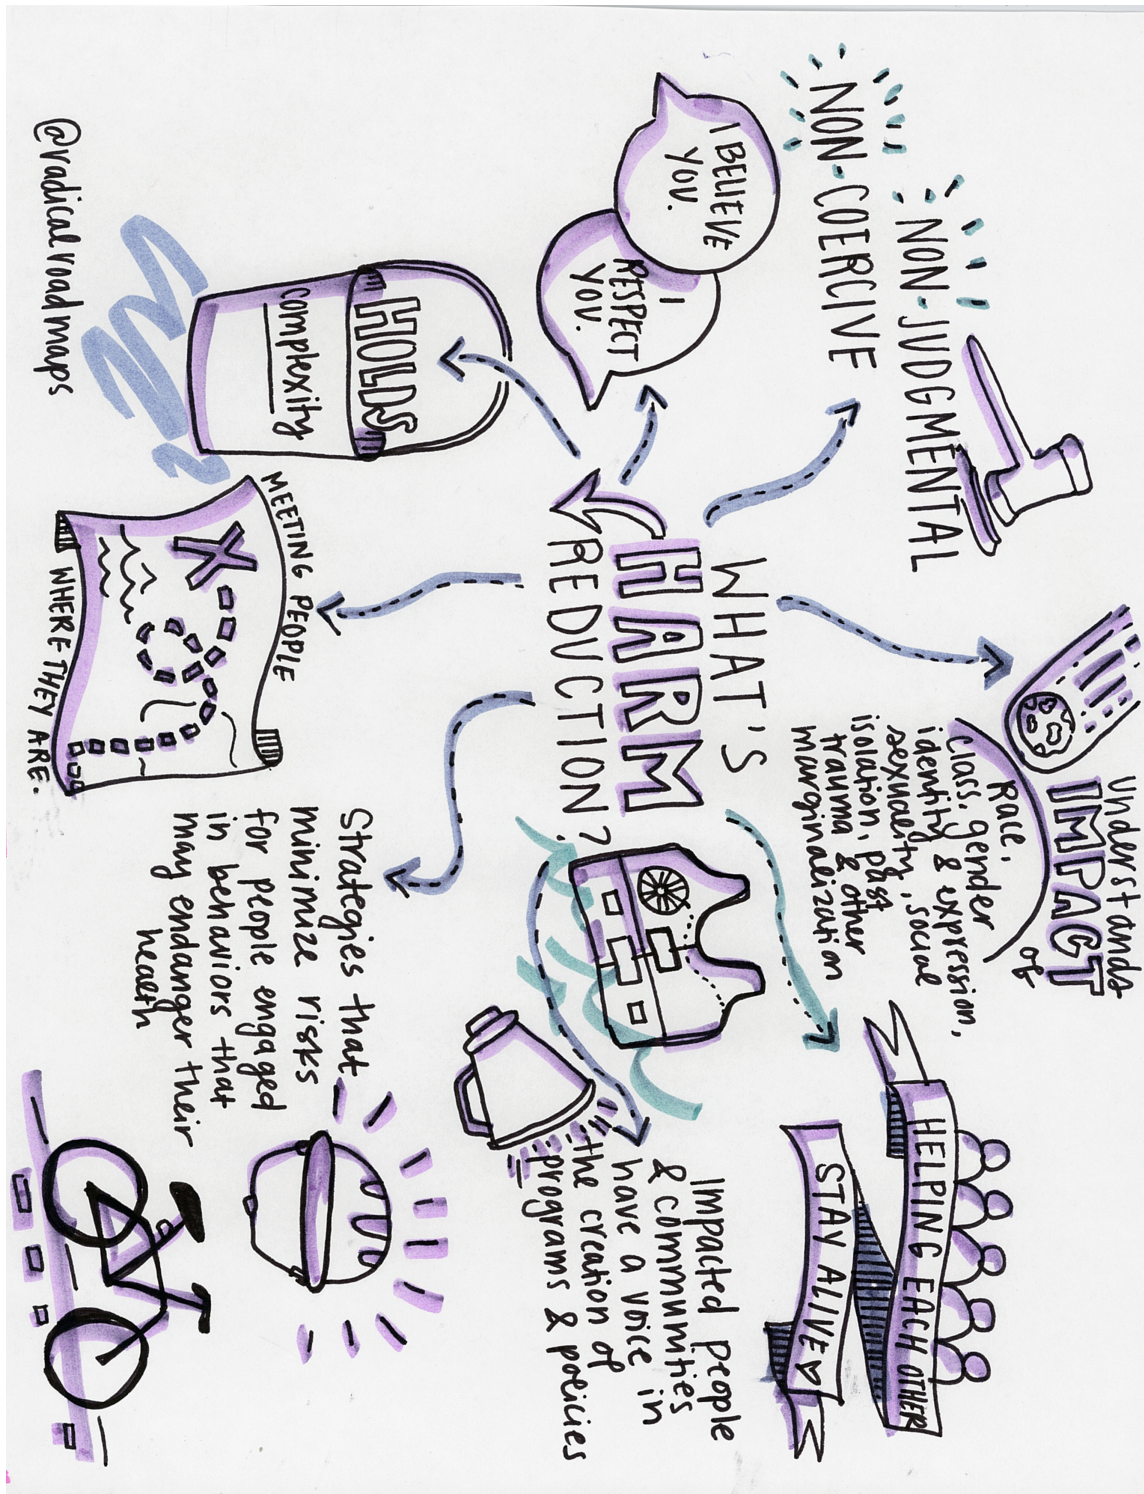 WHAT'S
HARM
REDUCTION?
NON-JUDGMENTAL
NON-COERCIVE
I BELIEVE
YOU.
I
RESPECT
YOU.
HOLDS
complexity
MEETING PEOPLE
WHERE THEY ARE.
Strategies that
minimize risks
for people engaged
in behaviors that
may endanger their
health
Impacted people
& communities
have a voice in
the creation of
programs & policies
HELPING EACH OTHER
STAY ALIVE
Understands
IMPACT
of
Race,
class, gender
identity & expression,
sexuality, social
isolation, past
trauma & other
marginalization
@radicalroadmaps